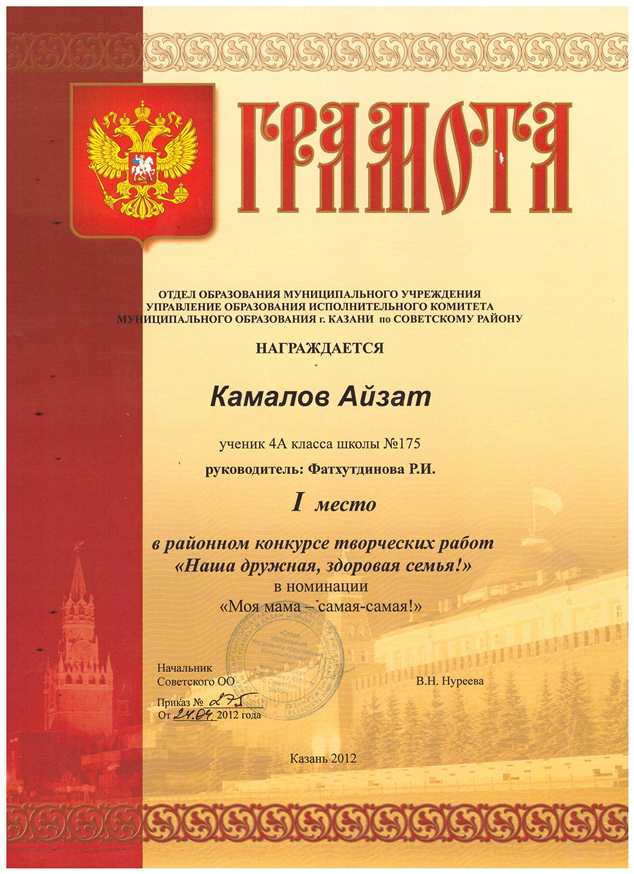 ГРАМОТА
ОТДЕЛ ОБРАЗОВАНИЯ МУНИЦИПАЛЬНОГО УЧРЕЖДЕНИЯ
УПРАВЛЕНИЕ ОБРАЗОВАНИЯ ИСПОЛНИТЕЛЬНОГО КОМИТЕТА
МУНИЦИПАЛЬНОГО ОБРАЗОВАНИЯ г. КАЗАНИ по СОВЕТСКОМУ РАЙОНУ
НАГРАЖДАЕТСЯ
Камалов Айзат
ученик 4А класса школы №175
руководитель: Фатхутдинова Р.И.
I место
в районном конкурсе творческих работ
«Наша дружная, здоровая семья!»
в номинации
«Моя мама – самая-самая!»
Начальник
Советского ОО В.Н. Нуреева
Приказ № 275
От 24.04 2012 года
Казань 2012